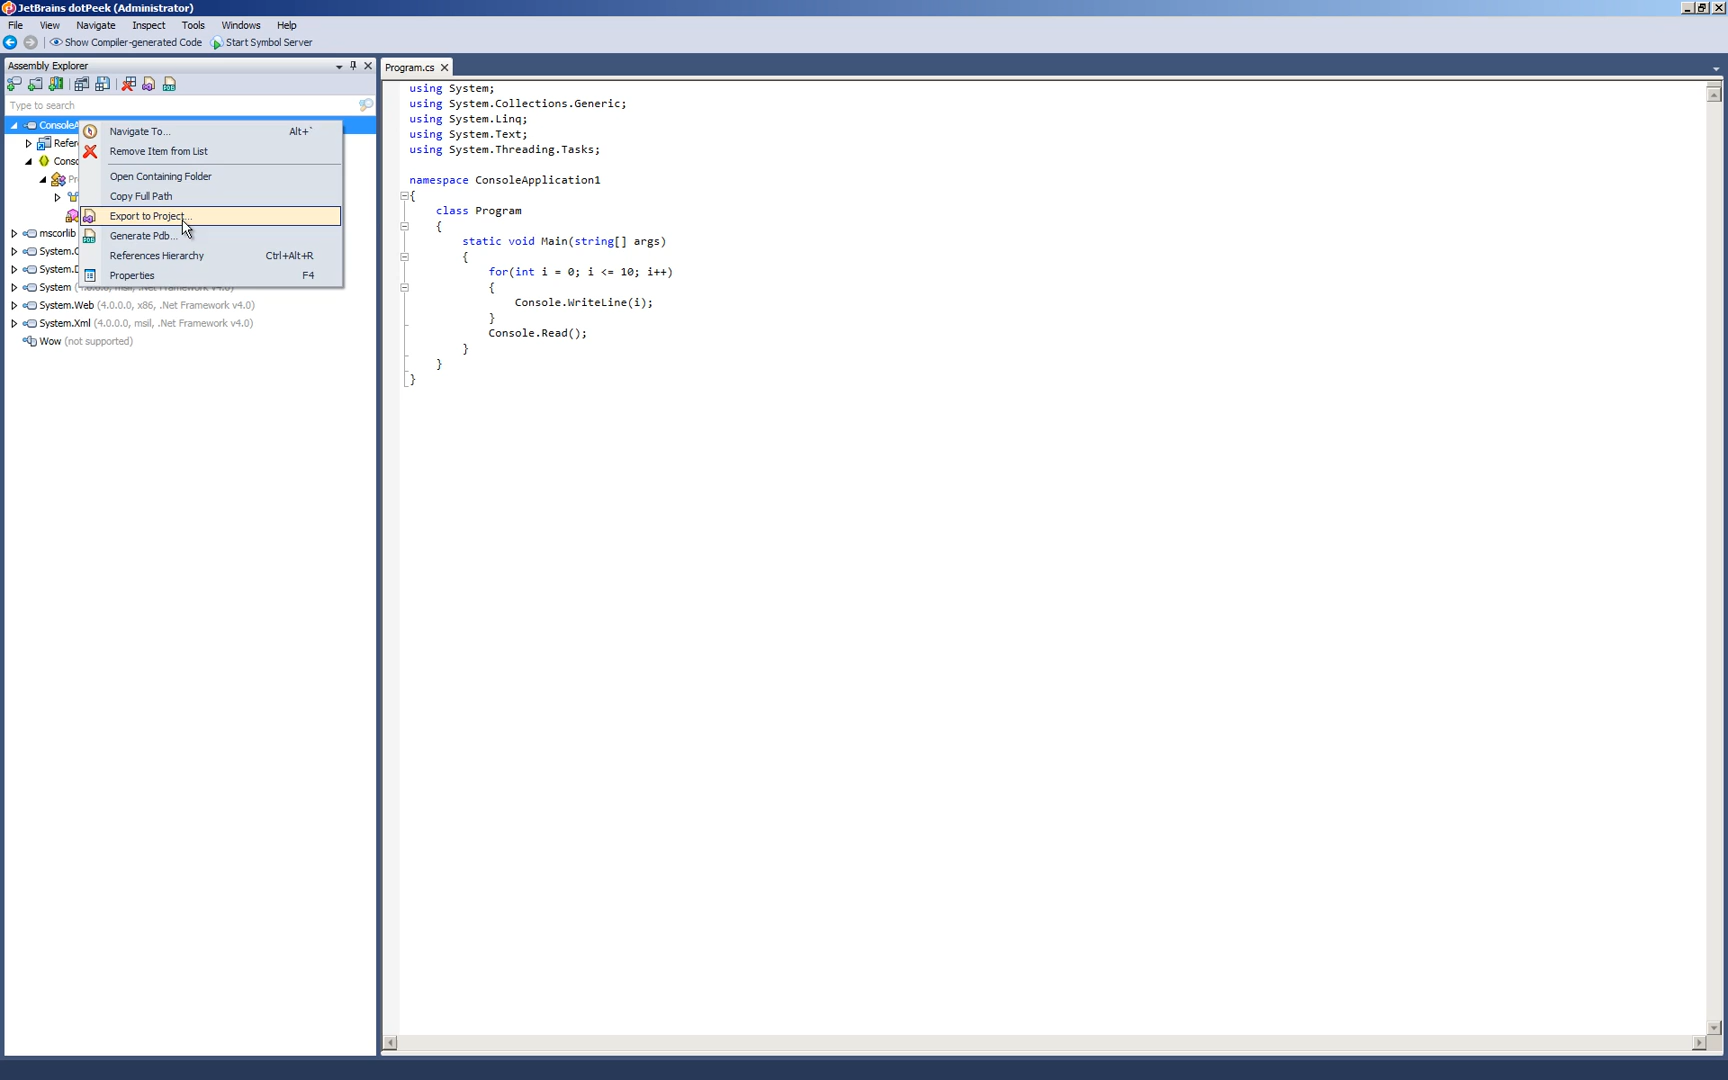 JetBrains dotPeek (Administrator)
File View Navigate Inspect Tools Windows Help
Show Compiler-generated Code Start Symbol Server
Assembly Explorer
Type to search
Navigate To... Alt+`
Remove Item from List
Open Containing Folder
Copy Full Path
Export to Project...
Generate Pdb...
References Hierarchy Ctrl+Alt+R
Properties F4
mscorlib
System
System.Web (4.0.0.0, x86, .Net Framework v4.0)
System.Xml (4.0.0.0, msil, .Net Framework v4.0)
Wow (not supported)
Program.cs
using System;
using System.Collections.Generic;
using System.Linq;
using System.Text;
using System.Threading.Tasks;
namespace ConsoleApplication1
{
class Program
{
static void Main(string[] args)
{
for(int i = 0; i <= 10; i++)
{
Console.WriteLine(i);
}
Console.Read();
}
}
}